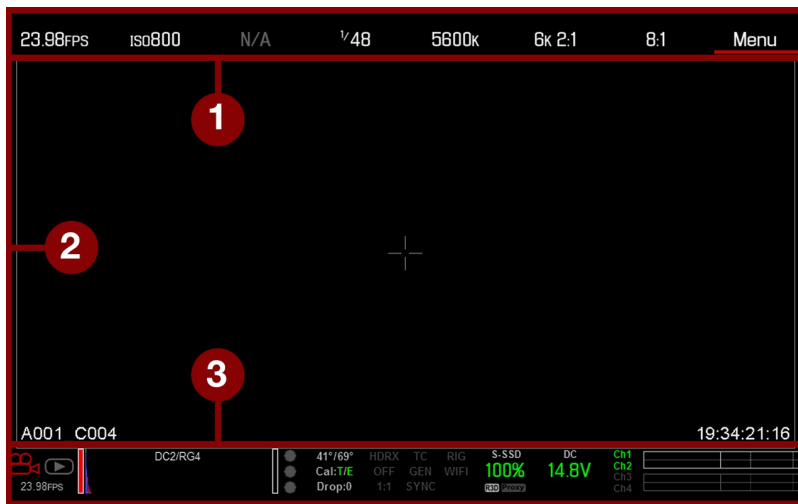 23.98FPS ISO800 N/A 1/48 5600K 6K 2:1 8:1 Menu
1
2
3
A001 C004 19:34:21:16
DC2/RG4 41°/69° HDRX TC RIG S-SSD DC Ch1
Cal:T/E OFF GEN WIFI 100% 14.8V Ch2
23.98FPS Drop:0 1:1 SYNC R3D Proxy Ch3
Ch4